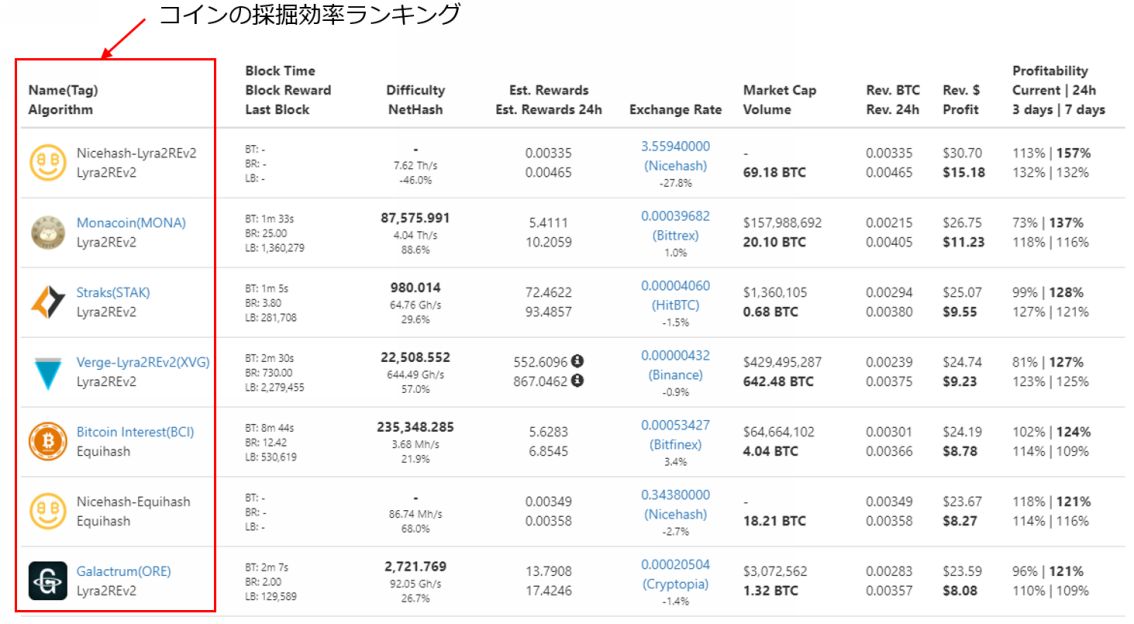 コインの採掘効率ランキング
Name(Tag)
Algorithm
Block Time
Block Reward
Last Block
Difficulty
NetHash
Est. Rewards
Est. Rewards 24h
Exchange Rate
Market Cap
Volume
Rev. BTC
Rev. 24h
Rev. $
Profit
Profitability
Current | 24h
3 days | 7 days
Nicehash-Lyra2REv2
Lyra2REv2
BT: -
BR: -
LB: -
-
7.62 Th/s
-46.0%
0.00335
0.00465
3.55940000
(Nicehash)
-27.8%
-
69.18 BTC
0.00335
0.00465
$30.70
$15.18
113% | 157%
132% | 132%
Monacoin(MONA)
Lyra2REv2
BT: 1m 33s
BR: 25.00
LB: 1,360,279
87,575.991
4.04 Th/s
88.6%
5.4111
10.2059
0.00039682
(Bittrex)
1.0%
$157,988,692
20.10 BTC
0.00215
0.00405
$26.75
$11.23
73% | 137%
118% | 116%
Straks(STAK)
Lyra2REv2
BT: 1m 5s
BR: 3.80
LB: 281,708
980.014
64.76 Gh/s
29.6%
72.4622
93.4857
0.00004060
(HitBTC)
-1.5%
$1,360,105
0.68 BTC
0.00294
0.00380
$25.07
$9.55
99% | 128%
127% | 121%
Verge-Lyra2REv2(XVG)
Lyra2REv2
BT: 2m 30s
BR: 730.00
LB: 2,279,455
22,508.552
644.49 Gh/s
57.0%
552.6096
867.0462
0.00000432
(Binance)
-0.9%
$429,495,287
642.48 BTC
0.00239
0.00375
$24.74
$9.23
81% | 127%
123% | 125%
Bitcoin Interest(BCI)
Equihash
BT: 8m 44s
BR: 12.42
LB: 530,619
235,348.285
3.68 Mh/s
21.9%
5.6283
6.8545
0.00053427
(Bitfinex)
3.4%
$64,664,102
4.04 BTC
0.00301
0.00366
$24.19
$8.78
102% | 124%
114% | 109%
Nicehash-Equihash
Equihash
BT: -
BR: -
LB: -
-
86.74 Mh/s
68.0%
0.00349
0.00358
0.34380000
(Nicehash)
-2.7%
-
18.21 BTC
0.00349
0.00358
$23.67
$8.27
118% | 121%
114% | 116%
Galactrum(ORE)
Lyra2REv2
BT: 2m 7s
BR: 2.00
LB: 129,589
2,721.769
92.05 Gh/s
26.7%
13.7908
17.4246
0.00020504
(Cryptopia)
-1.4%
$3,072,562
1.32 BTC
0.00283
0.00357
$23.59
$8.08
96% | 121%
110% | 109%